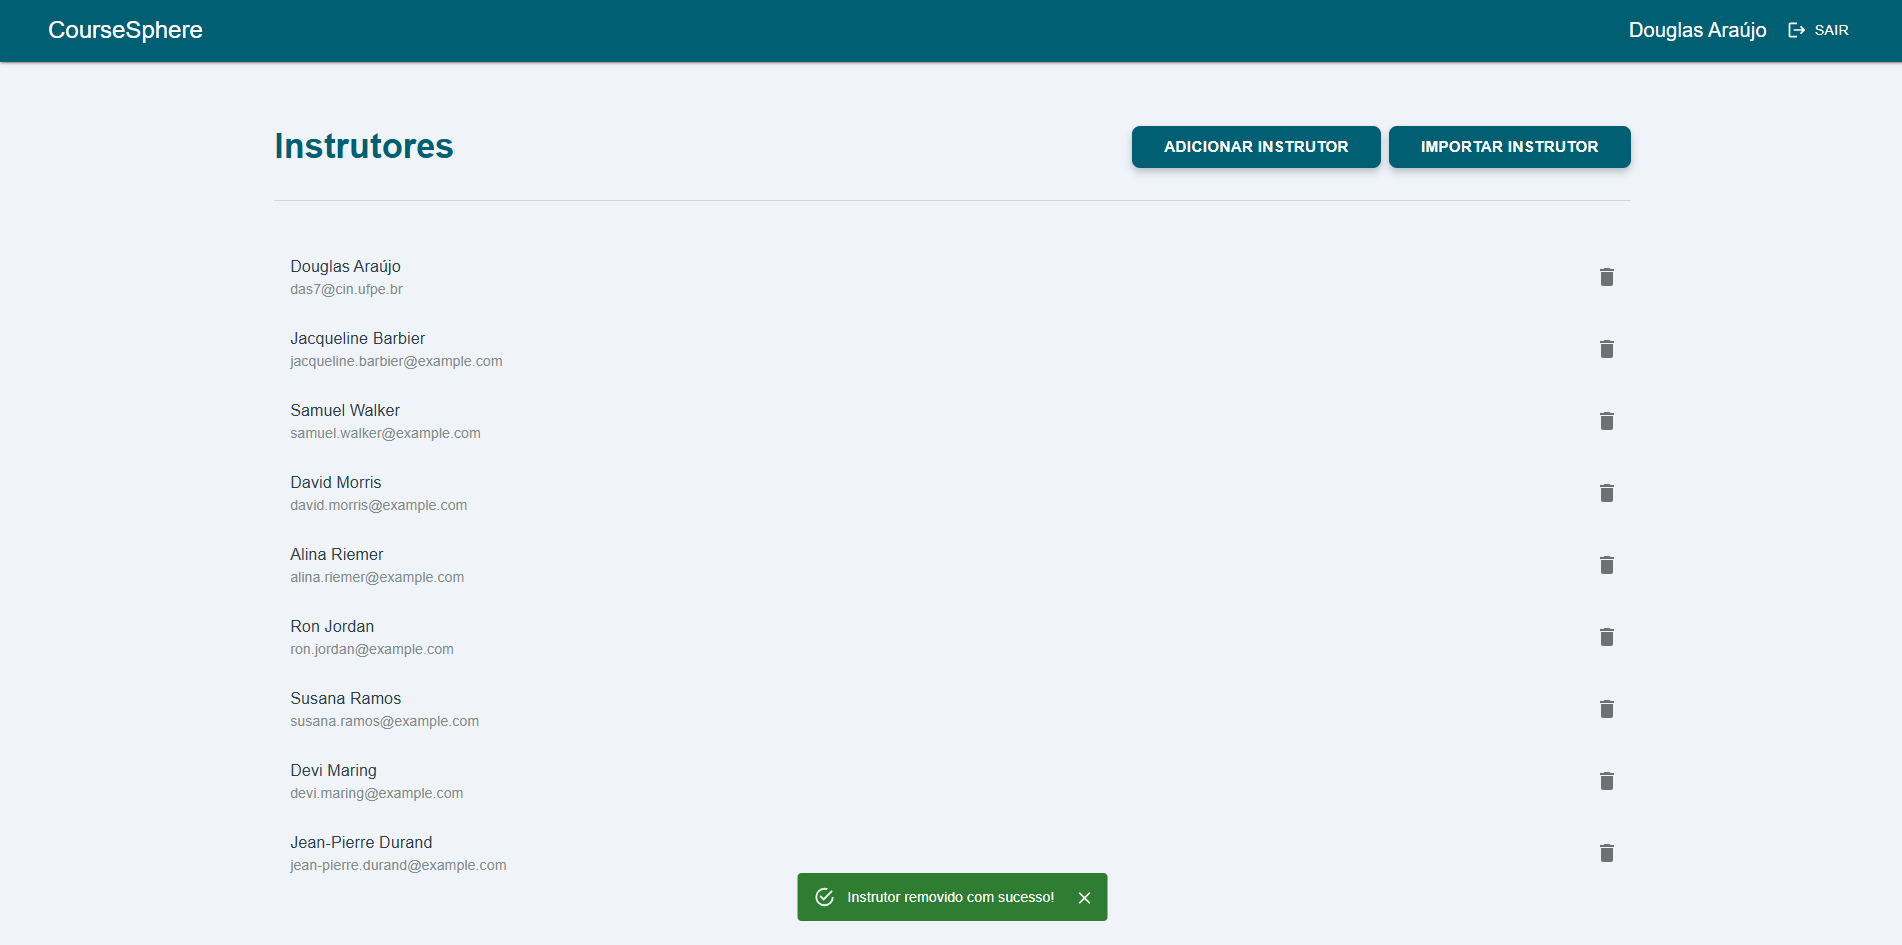 CourseSphere
Douglas Araújo
SAIR
Instrutores
ADICIONAR INSTRUTOR
IMPORTAR INSTRUTOR
Douglas Araújo
das7@cin.ufpe.br
Jacqueline Barbier
jacqueline.barbier@example.com
Samuel Walker
samuel.walker@example.com
David Morris
david.morris@example.com
Alina Riemer
alina.riemer@example.com
Ron Jordan
ron.jordan@example.com
Susana Ramos
susana.ramos@example.com
Devi Maring
devi.maring@example.com
Jean-Pierre Durand
jean-pierre.durand@example.com
Instrutor removido com sucesso!